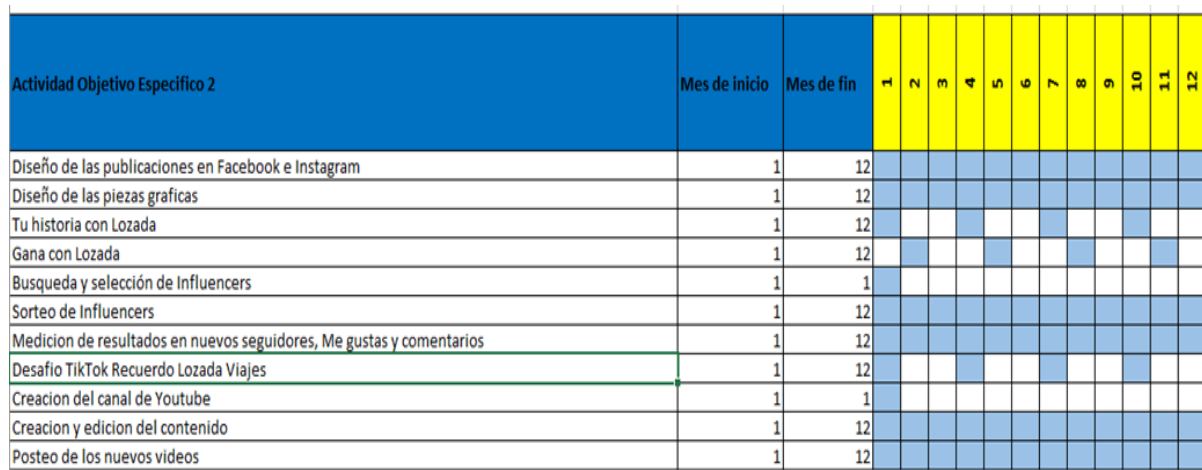 Actividad Objetivo Especifico 2 Mes de inicio Mes de fin 1 2 3 4 5 6 7 8 9 10 11 12
Diseño de las publicaciones en Facebook e Instagram 1 12
Diseño de las piezas graficas 1 12
Tu historia con Lozada 1 12
Gana con Lozada 1 12
Busqueda y selección de Influencers 1 1
Sorteo de Influencers 1 12
Medicion de resultados en nuevos seguidores, Me gustas y comentarios 1 12
Desafio TikTok Recuerdo Lozada Viajes 1 12
Creacion del canal de Youtube 1 1
Creacion y edicion del contenido 1 12
Posteo de los nuevos videos 1 12